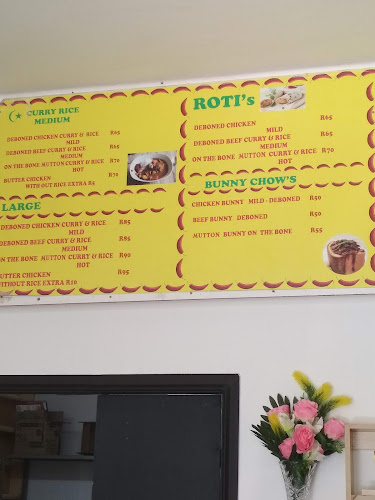 CURRY RICE
MEDIUM
DEBONED CHICKEN CURRY & RICE R65
MILD
DEBONED BEEF CURRY & RICE R65
MEDIUM
ON THE BONE MUTTON CURRY & RICE R70
HOT
BUTTER CHICKEN R70
WITH OUT RICE EXTRA R5
LARGE
DEBONED CHICKEN CURRY & RICE R85
MILD
DEBONED BEEF CURRY & RICE R85
MEDIUM
ON THE BONE MUTTON CURRY & RICE R90
HOT
BUTTER CHICKEN R95
WITHOUT RICE EXTRA R10
ROTI's
DEBONED CHICKEN R65
MILD
DEBONED BEEF CURRY & RICE R65
MEDIUM
ON THE BONE MUTTON CURRY & RICE R70
HOT
BUNNY CHOW'S
CHICKEN BUNNY MILD - DEBONED R50
BEEF BUNNY DEBONED R50
MUTTON BUNNY ON THE BONE R55